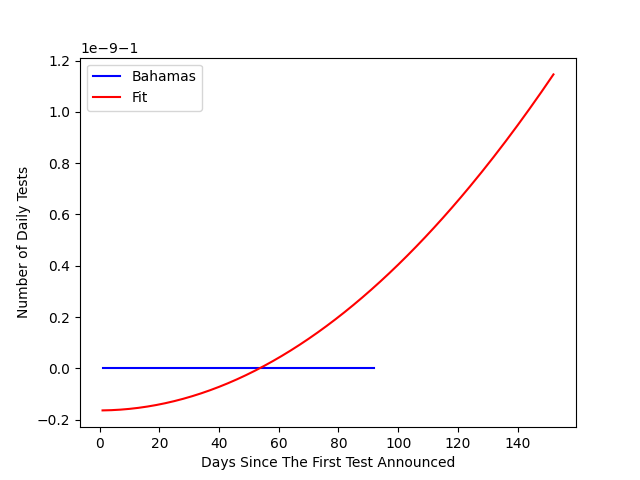 1e−9−1
1.2
1.0
0.8
0.6
0.4
0.2
0.0
−0.2
Number of Daily Tests
Bahamas
Fit
0 20 40 60 80 100 120 140
Days Since The First Test Announced